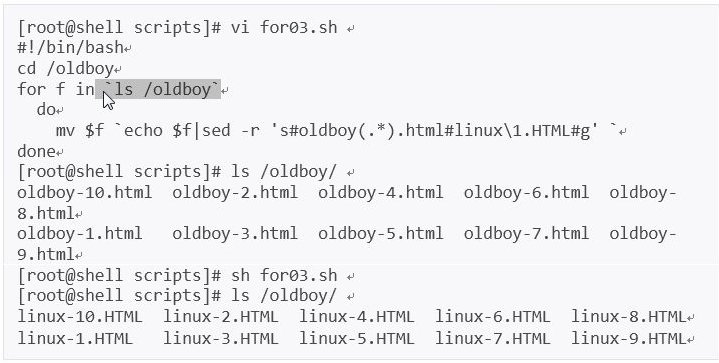 [root@shell scripts]# vi for03.sh
#!/bin/bash
cd /oldboy
for f in `ls /oldboy`
  do
    mv $f `echo $f|sed -r 's#oldboy(.*).html#linux\1.HTML#g' `
done
[root@shell scripts]# ls /oldboy/
oldboy-10.html  oldboy-2.html  oldboy-4.html  oldboy-6.html  oldboy-
8.html
oldboy-1.html   oldboy-3.html  oldboy-5.html  oldboy-7.html  oldboy-
9.html
[root@shell scripts]# sh for03.sh
[root@shell scripts]# ls /oldboy/
linux-10.HTML  linux-2.HTML  linux-4.HTML  linux-6.HTML  linux-8.HTML
linux-1.HTML   linux-3.HTML  linux-5.HTML  linux-7.HTML  linux-9.HTML